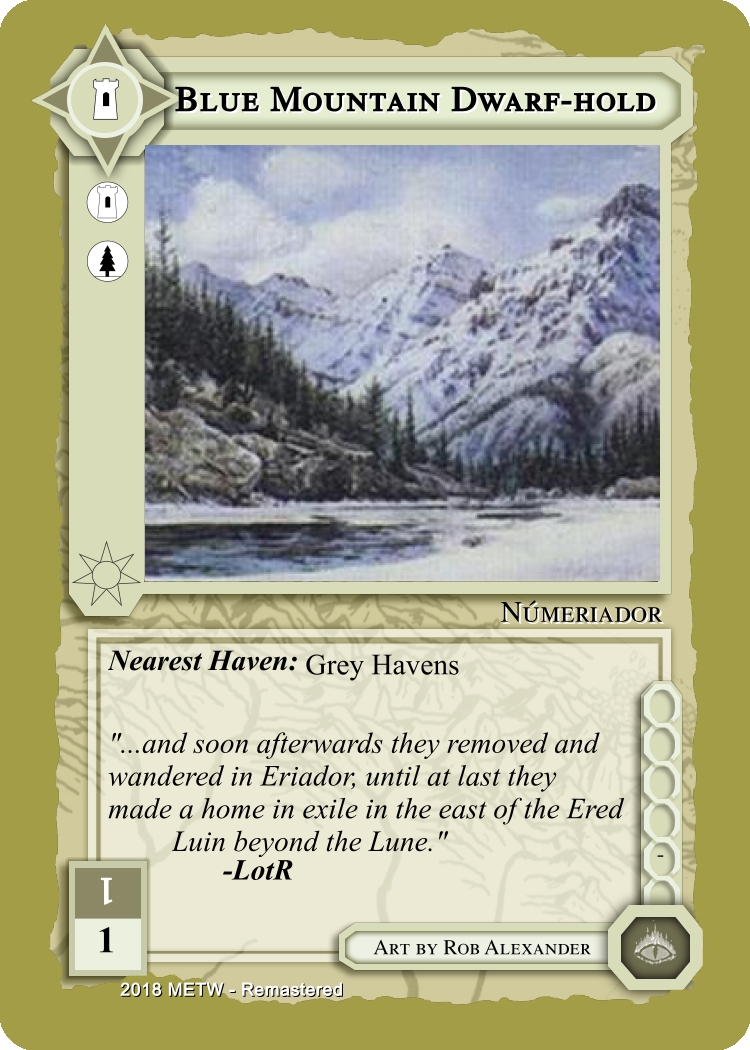 Blue Mountain Dwarf-hold
Númeriador
Nearest Haven: Grey Havens
"...and soon afterwards they removed and
wandered in Eriador, until at last they
made a home in exile in the east of the Ered
Luin beyond the Lune."
-LotR
-
1
1
Art by Rob Alexander
2018 METW - Remastered